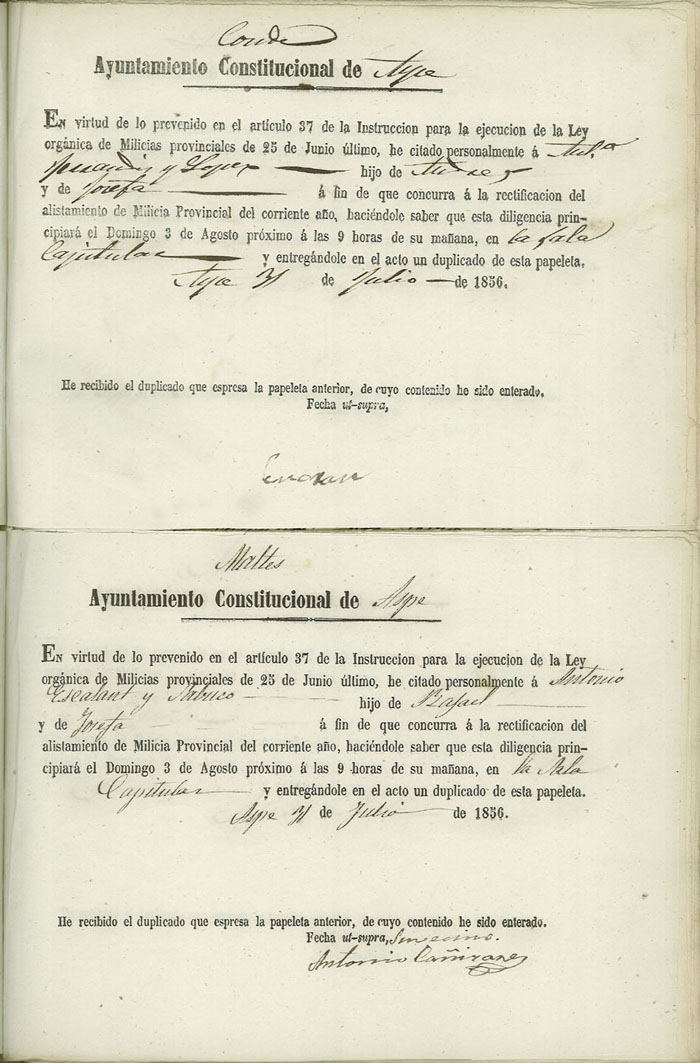 Conde
Ayuntamiento Constitucional de Aspe
EN virtud de lo prevenido en el artículo 37 de la Instruccion para la ejecucion de la Ley
orgánica de Milicias provinciales de 25 de Junio último, he citado personalmente á
y Lopez hijo de
y de Josefa á fin de que concurra á la rectificacion del
alistamiento de Milicia Provincial del corriente año, haciéndole saber que esta diligencia prin-
cipiará el Domingo 3 de Agosto próximo á las 9 horas de su mañana, en la Sala
Capitular y entregándole en el acto un duplicado de esta papeleta.
Aspe 31 de Julio de 1856.
He recibido el duplicado que espresa la papeleta anterior, de cuyo contenido he sido enterado.
Fecha ut-supra,
Maltes
Ayuntamiento Constitucional de Aspe
EN virtud de lo prevenido en el artículo 37 de la Instruccion para la ejecucion de la Ley
orgánica de Milicias provinciales de 25 de Junio último, he citado personalmente á Antonio
Escalant y hijo de Rafael
y de Josefa á fin de que concurra á la rectificacion del
alistamiento de Milicia Provincial del corriente año, haciéndole saber que esta diligencia prin-
cipiará el Domingo 3 de Agosto próximo á las 9 horas de su mañana, en la Sala
Capitular y entregándole en el acto un duplicado de esta papeleta.
Aspe 31 de Julio de 1856.
He recibido el duplicado que espresa la papeleta anterior, de cuyo contenido he sido enterado.
Fecha ut-supra,
Antonio Cañizares